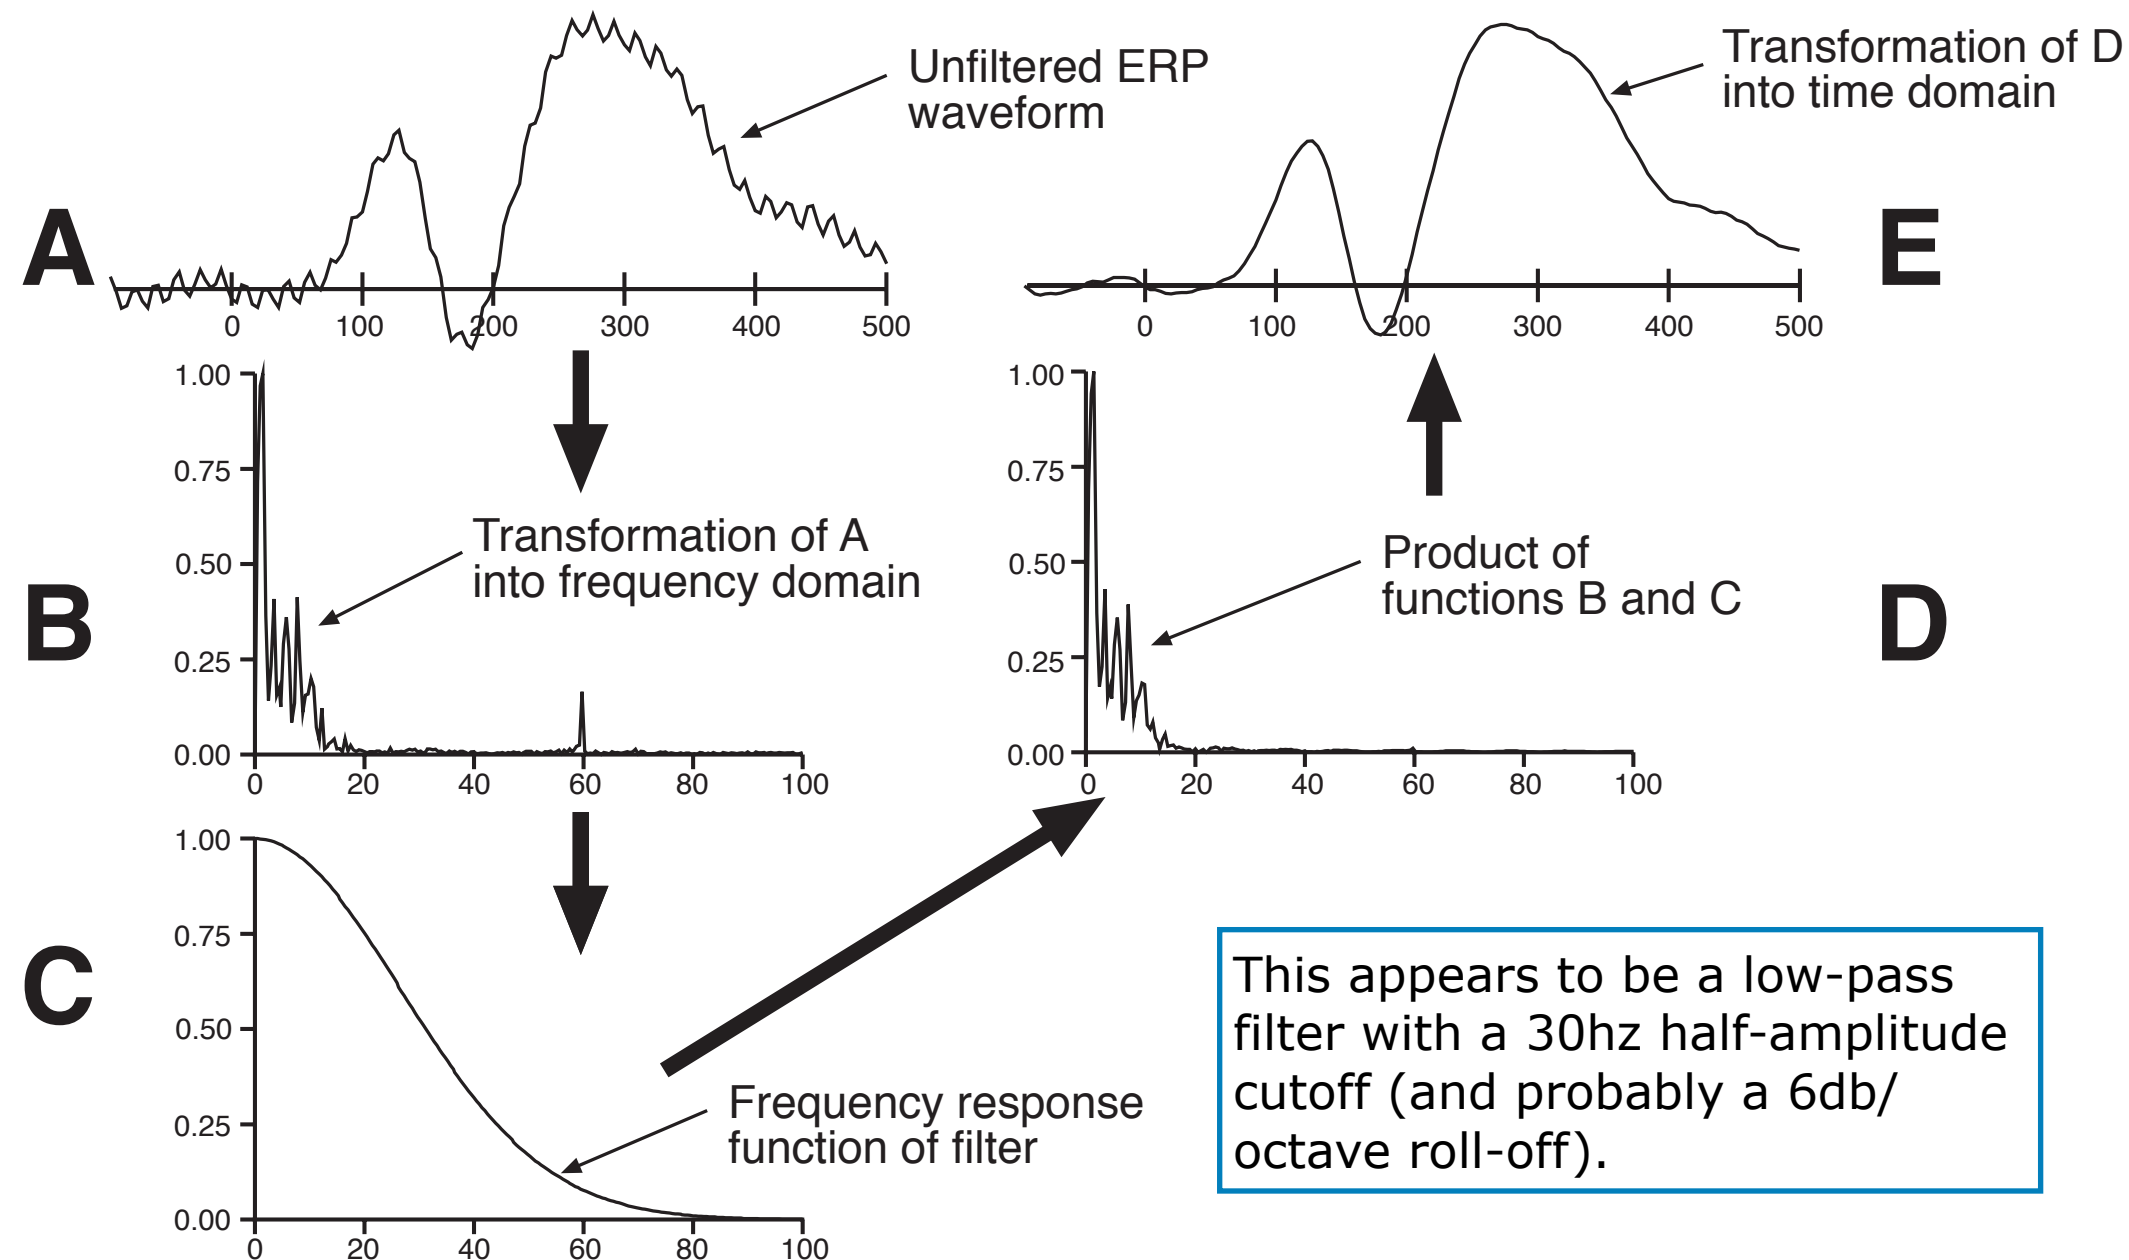 Unfiltered ERP
waveform
A
0 100 200 300 400 500
Transformation of D
into time domain
E
0 100 200 300 400 500
1.00
0.75
0.50
0.25
0.00
0 20 40 60 80 100
Transformation of A
into frequency domain
B
1.00
0.75
0.50
0.25
0.00
0 20 40 60 80 100
Product of
functions B and C
D
1.00
0.75
0.50
0.25
0.00
0 20 40 60 80 100
Frequency response
function of filter
C
This appears to be a low-pass
filter with a 30hz half-amplitude
cutoff (and probably a 6db/
octave roll-off).